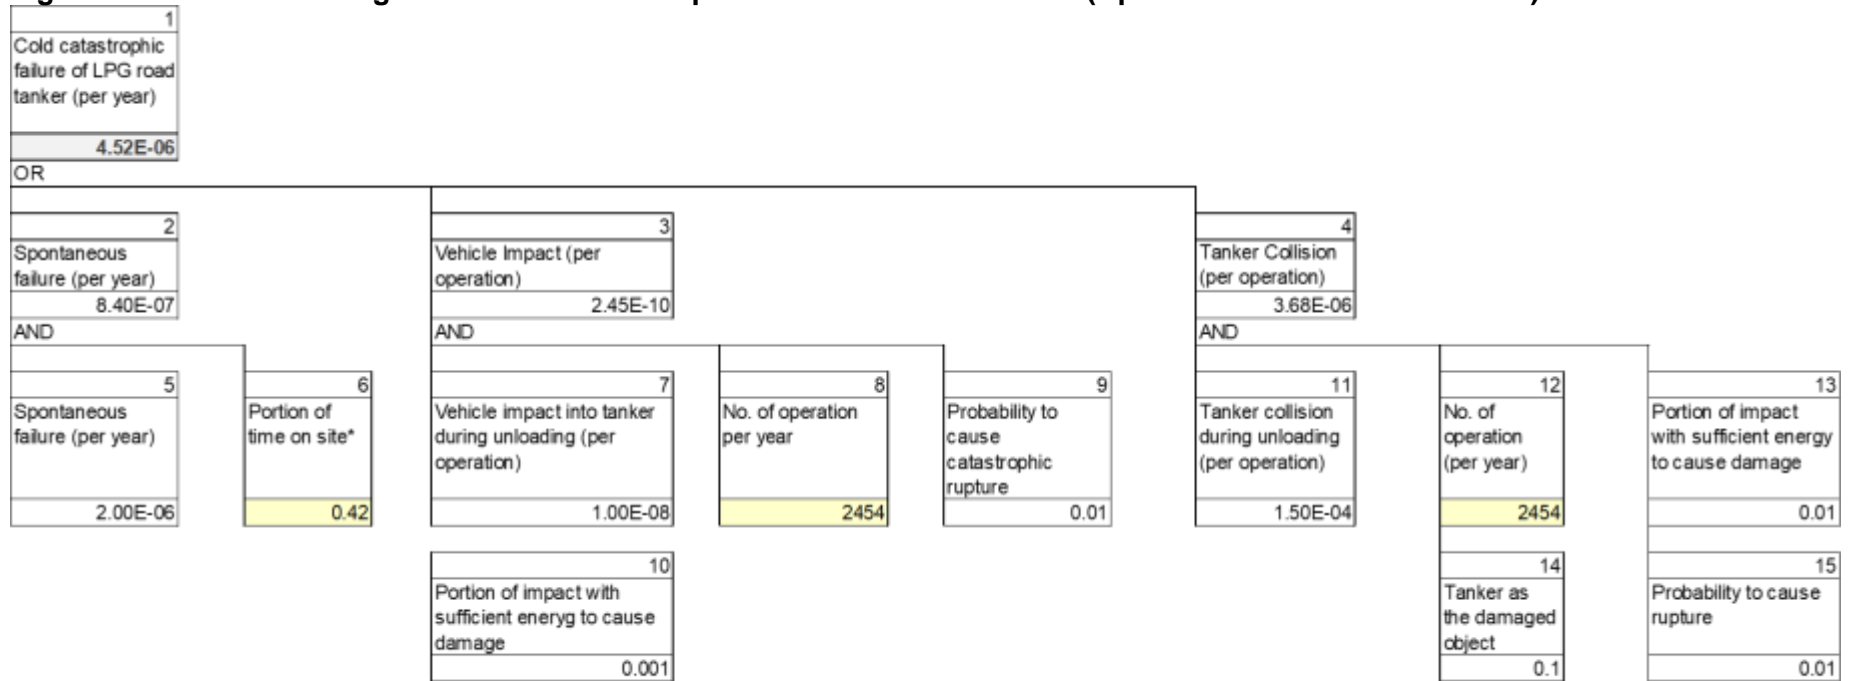 1
Cold catastrophic
failure of LPG road
tanker (per year)
4.52E-06
OR
2
Spontaneous
failure (per year)
8.40E-07
AND
3
Vehicle Impact (per
operation)
2.45E-10
AND
4
Tanker Collision
(per operation)
3.68E-06
AND
5
Spontaneous
failure (per year)
2.00E-06
6
Portion of
time on site*
0.42
7
Vehicle impact into tanker
during unloading (per
operation)
1.00E-08
8
No. of operation
per year
2454
9
Probability to
cause
catastrophic
rupture
0.01
11
Tanker collision
during unloading
(per operation)
1.50E-04
12
No. of
operation
(per year)
2454
13
Portion of impact
with sufficient energy
to cause damage
0.01
10
Portion of impact with
sufficient eneryg to cause
damage
0.001
14
Tanker as
the damaged
object
0.1
15
Probability to cause
rupture
0.01